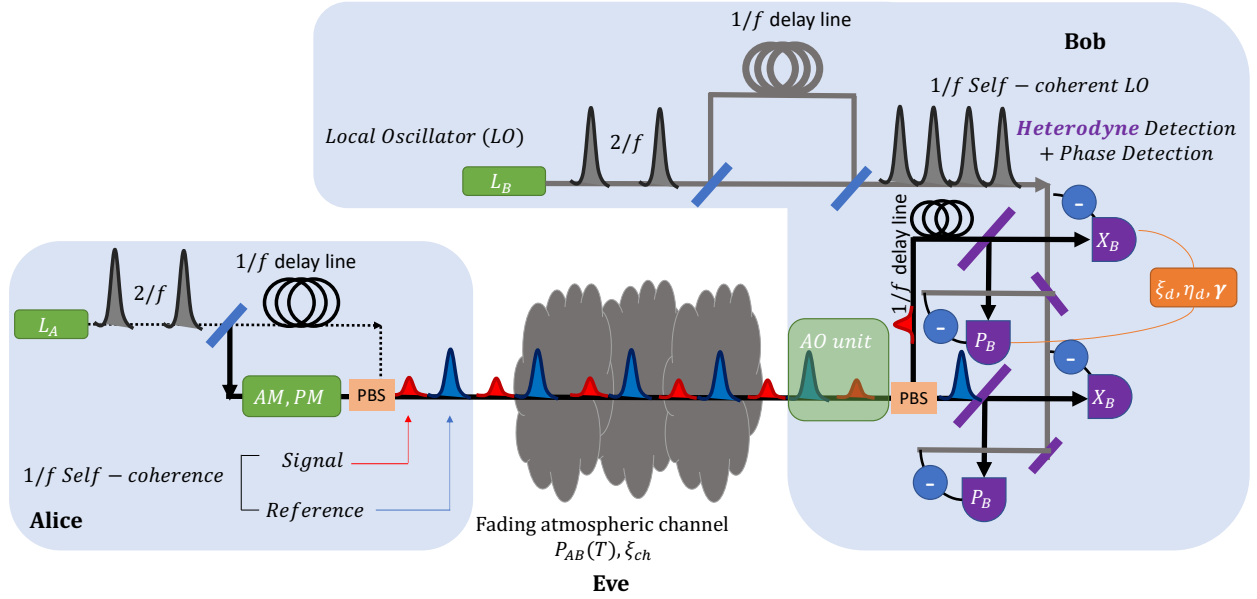 1/f delay line
Bob
1/f Self − coherent LO
Local Oscillator (LO)
2/f
Heterodyne Detection
+ Phase Detection
L_B
-
X_B
1/f delay line
2/f
1/f delay line
ξ_d, η_d, γ
L_A
-
P_B
AO unit
-
AM, PM
PBS
PBS
X_B
Signal
1/f Self − coherence
-
P_B
Reference
Alice
Fading atmospheric channel
P_AB(T), ξ_ch
Eve